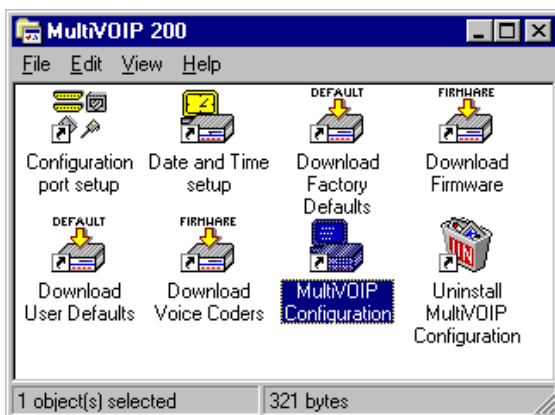 MultiVOIP 200
File Edit View Help
DEFAULT FIRMWARE
Configuration Date and Time Download Download
port setup setup Factory Firmware
Defaults
DEFAULT FIRMWARE
UN
Download Download MultiVOIP Uninstall
User Defaults Voice Coders Configuration MultiVOIP
Configuration
1 object(s) selected 321 bytes